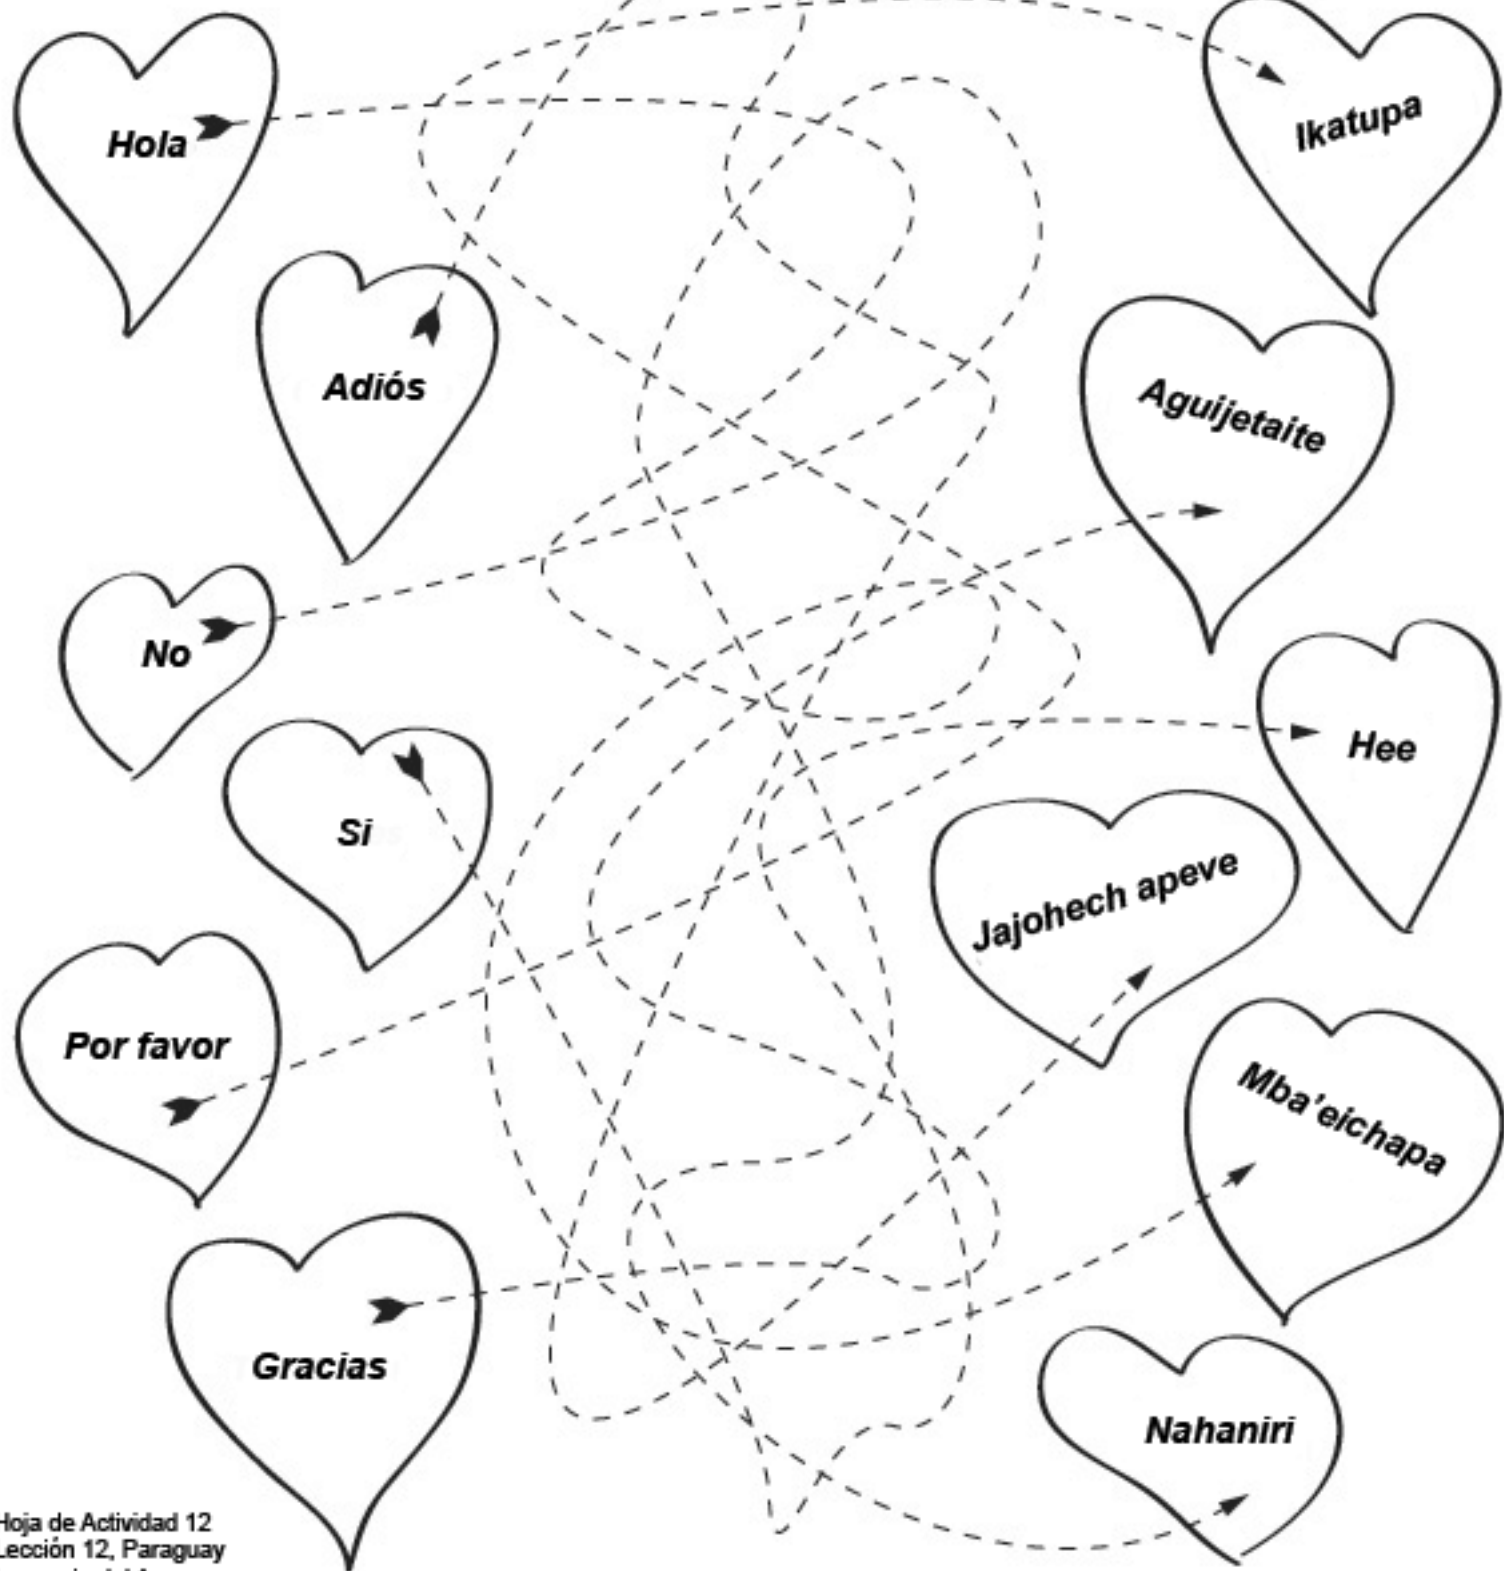 Hola
Ikatupa
Adiós
Aguijetaite
No
Hee
Si
Jajohech apeve
Por favor
Mba'eichapa
Gracias
Nahaniri
Hoja de Actividad 12
Lección 12, Paraguay